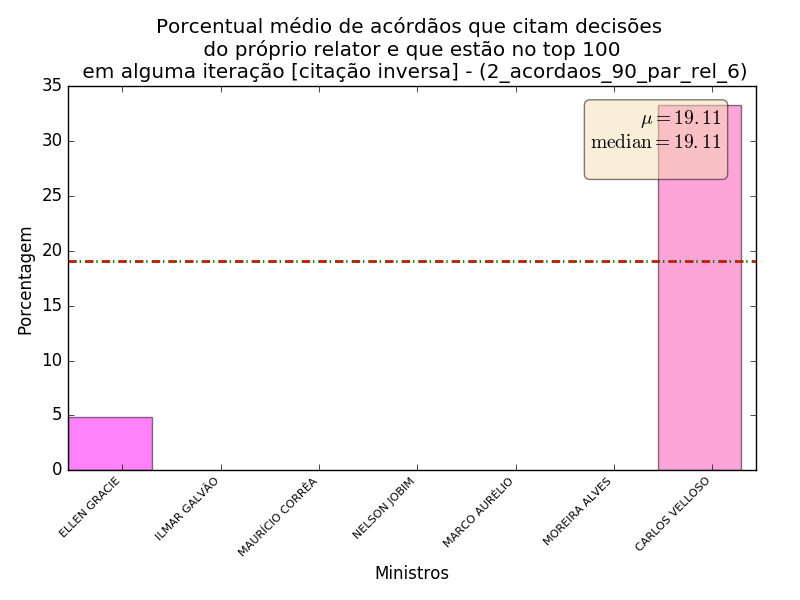 Porcentual médio de acórdãos que citam decisões
do próprio relator e que estão no top 100
em alguma iteração [citação inversa] - (2_acordaos_90_par_rel_6)
35
30
25
20
15
10
5
0
Porcentagem
μ = 19.11
median = 19.11
ELLEN GRACIE
ILMAR GALVÃO
MAURÍCIO CORRÊA
NELSON JOBIM
MARCO AURÉLIO
MOREIRA ALVES
CARLOS VELLOSO
Ministros